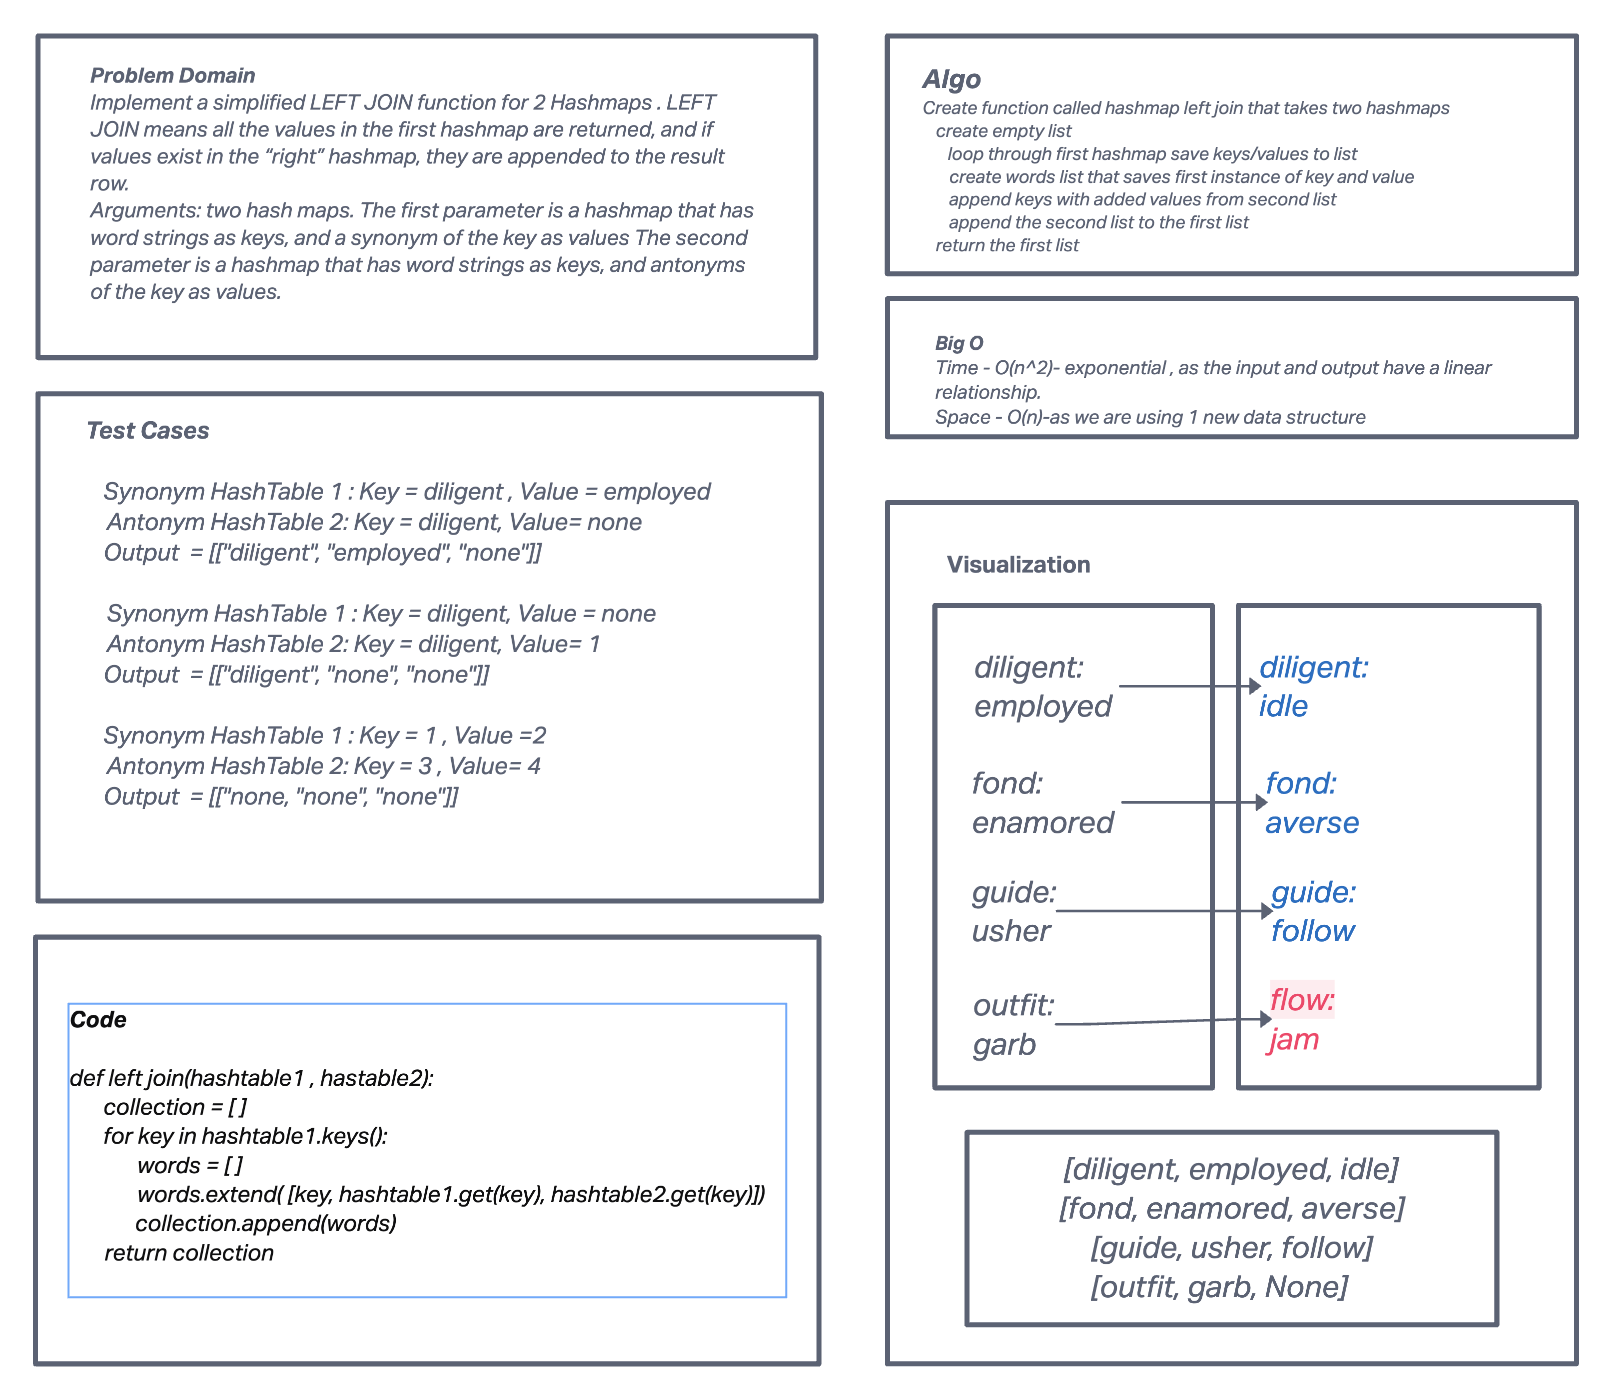 Problem Domain
Implement a simplified LEFT JOIN function for 2 Hashmaps . LEFT
JOIN means all the values in the first hashmap are returned, and if
values exist in the “right” hashmap, they are appended to the result
row.
Arguments: two hash maps. The first parameter is a hashmap that has
word strings as keys, and a synonym of the key as values The second
parameter is a hashmap that has word strings as keys, and antonyms
of the key as values.
Test Cases
Synonym HashTable 1 : Key = diligent , Value = employed
Antonym HashTable 2: Key = diligent, Value= none
Output  = [["diligent", "employed", "none"]]
Synonym HashTable 1 : Key = diligent, Value = none
Antonym HashTable 2: Key = diligent, Value= 1
Output  = [["diligent", "none", "none"]]
Synonym HashTable 1 : Key = 1 , Value =2
Antonym HashTable 2: Key = 3 , Value= 4
Output  = [["none, "none", "none"]]
Code
def left join(hashtable1 , hastable2):
collection = [ ]
for key in hashtable1.keys():
words = [ ]
words.extend( [key, hashtable1.get(key), hashtable2.get(key)])
collection.append(words)
return collection
Algo
Create function called hashmap left join that takes two hashmaps
create empty list
loop through first hashmap save keys/values to list
create words list that saves first instance of key and value
append keys with added values from second list
append the second list to the first list
return the first list
Big O
Time - O(n^2)- exponential , as the input and output have a linear
relationship.
Space - O(n)-as we are using 1 new data structure
Visualization
diligent:
employed
diligent:
idle
fond:
enamored
fond:
averse
guide:
usher
guide:
follow
outfit:
garb
flow:
jam
[diligent, employed, idle]
[fond, enamored, averse]
[guide, usher, follow]
[outfit, garb, None]